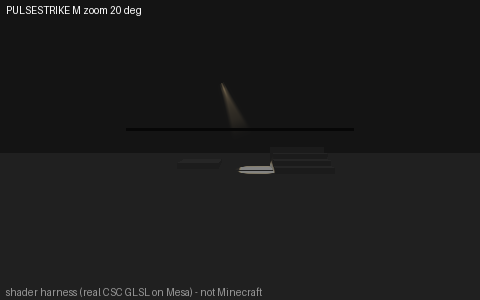 PULSESTRIKE M zoom 20 deg
shader harness (real CSC GLSL on Mesa) - not Minecraft